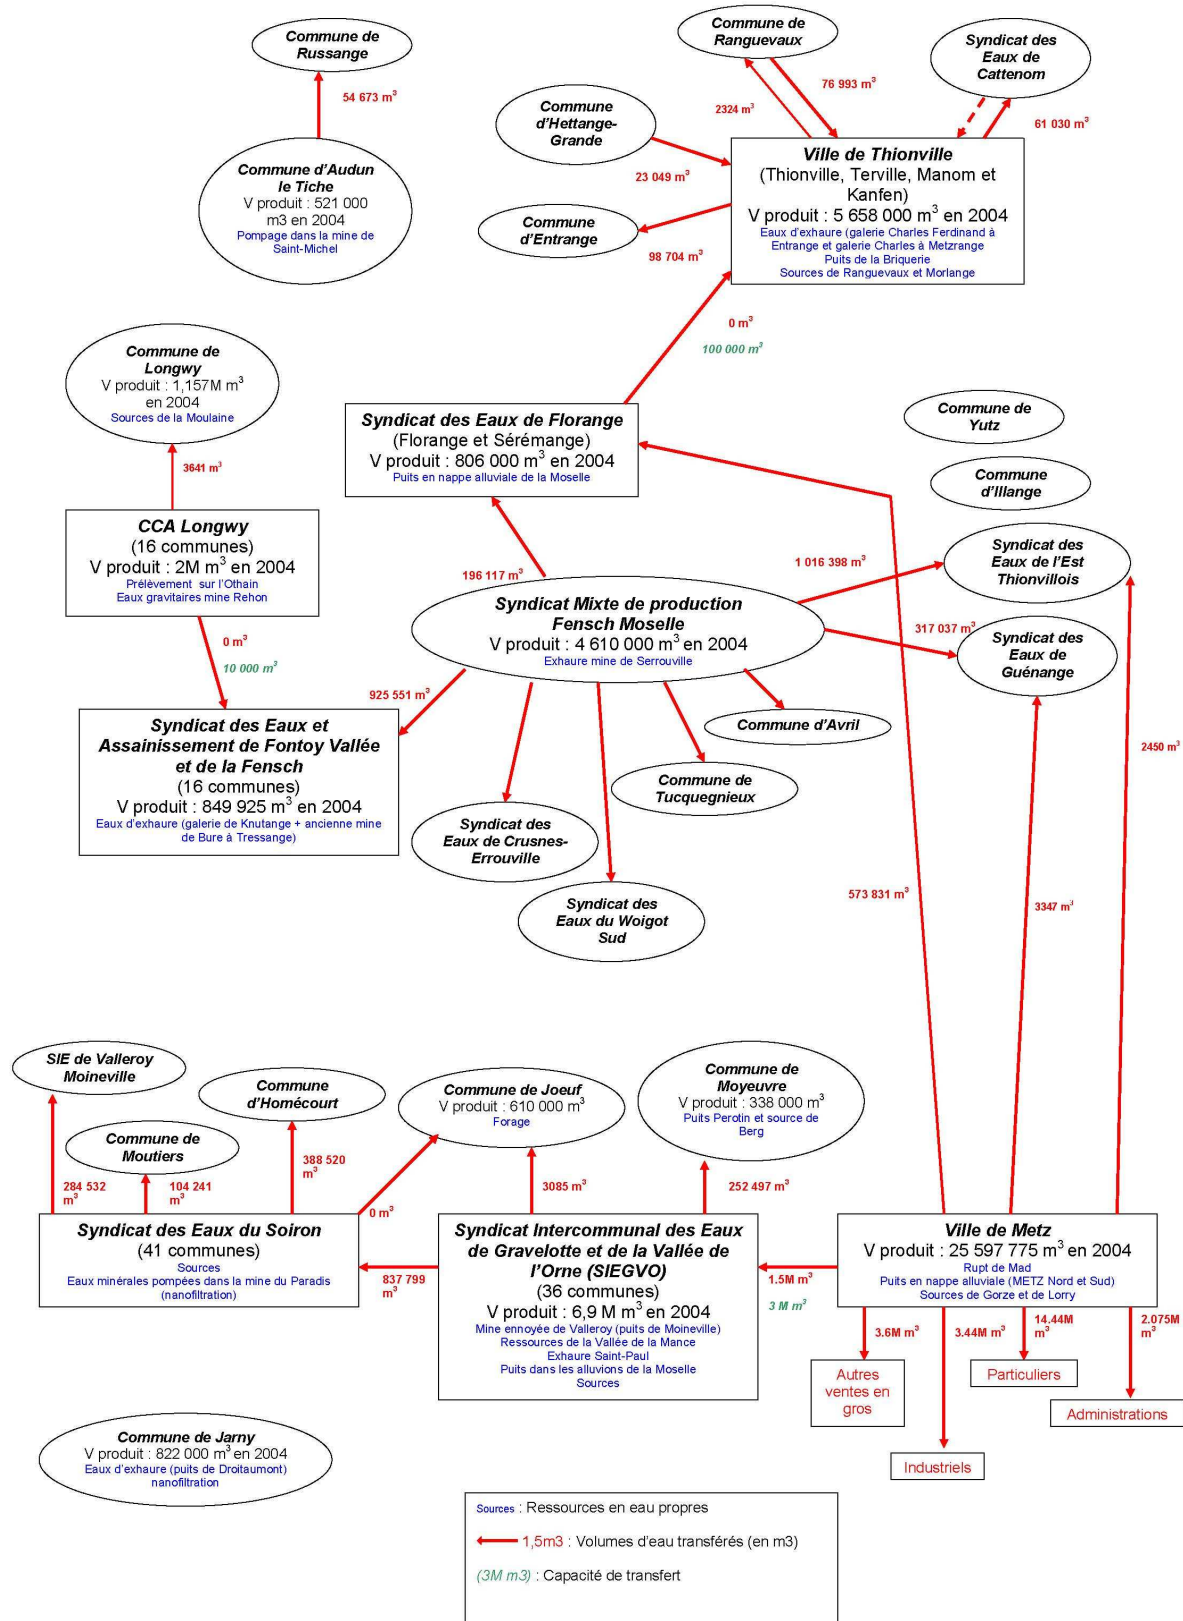 Commune de
Russange
54 673 m³
Commune d'Audun
le Tiche
V produit : 521 000
m3 en 2004
Pompage dans la mine de
Saint-Michel
Commune de
Ranguevaux
Syndicat des
Eaux de
Cattenom
76 993 m³
2324 m³
61 030 m³
Commune
d'Hettange-
Grande
23 049 m³
Commune
d'Entrange
98 704 m³
Ville de Thionville
(Thionville, Terville, Manom et
Kanfen)
V produit : 5 658 000 m³ en 2004
Eaux d'exhaure (galerie Charles Ferdinand à
Entrange et galerie Charles à Metzrange
Puits de la Briquerie
Sources de Ranguevaux et Morlange
0 m³
100 000 m³
Commune de
Longwy
V produit : 1,157M m³
en 2004
Sources de la Moulaine
3641 m³
CCA Longwy
(16 communes)
V produit : 2M m³ en 2004
Prélèvement sur l'Othain
Eaux gravitaires mine Rehon
0 m³
10 000 m³
Syndicat des Eaux de Florange
(Florange et Sérémange)
V produit : 806 000 m³ en 2004
Puits en nappe alluviale de la Moselle
Commune de
Yutz
Commune
d'Illange
Syndicat des
Eaux de l'Est
Thionvillois
1 016 398 m³
196 117 m³
Syndicat Mixte de production
Fensch Moselle
V produit : 4 610 000 m³ en 2004
Exhaure mine de Serrouville
317 037 m³
Syndicat des
Eaux de
Guénange
925 551 m³
Syndicat des Eaux et
Assainissement de Fontoy Vallée
et de la Fensch
(16 communes)
V produit : 849 925 m³ en 2004
Eaux d'exhaure (galerie de Knutange + ancienne mine
de Bure à Tressange)
Commune d'Avril
Commune de
Tucquegnieux
Syndicat des
Eaux de Crusnes-
Errouville
Syndicat des
Eaux du Woigot
Sud
2450 m³
573 831 m³
3347 m³
SIE de Valleroy
Moineville
Commune
d'Homécourt
Commune de
Moutiers
Commune de Joeuf
V produit : 610 000 m³
Forage
Commune de
Moyeuvre
V produit : 338 000 m³
Puits Perotin et source de
Berg
284 532
m³
104 241
m³
388 520
m³
0 m³
3085 m³
252 497 m³
Syndicat des Eaux du Soiron
(41 communes)
Sources
Eaux minérales pompées dans la mine du Paradis
(nanofiltration)
837 799
m³
Syndicat Intercommunal des Eaux
de Gravelotte et de la Vallée de
l'Orne (SIEGVO)
(36 communes)
V produit : 6,9 M m³ en 2004
Mine ennoyée de Valleroy (puits de Moineville)
Ressources de la Vallée de la Mance
Exhaure Saint-Paul
Puits dans les alluvions de la Moselle
Sources
1.5M m³
3 M m³
Ville de Metz
V produit : 25 597 775 m³ en 2004
Rupt de Mad
Puits en nappe alluviale (METZ Nord et Sud)
Sources de Gorze et de Lorry
3.6M m³
3.44M m³
14.44M
m³
2.075M
m³
Autres
ventes en
gros
Particuliers
Administrations
Industriels
Commune de Jarny
V produit : 822 000 m³ en 2004
Eaux d'exhaure (puits de Droitaumont)
nanofiltration
Sources : Ressources en eau propres
1,5m3 : Volumes d'eau transférés (en m3)
(3M m3) : Capacité de transfert